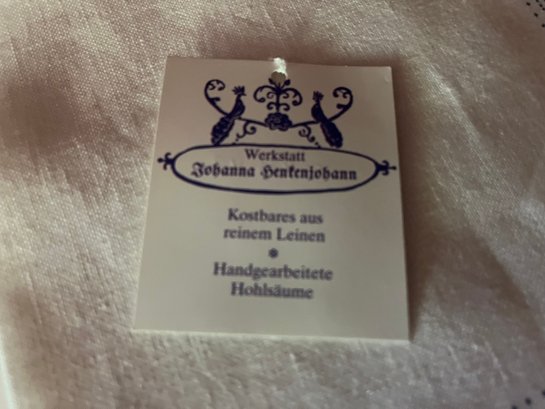 Werkstatt
Johanna Henkenjohann
Kostbares aus
reinem Leinen
Handgearbeitete
Hohlsäume